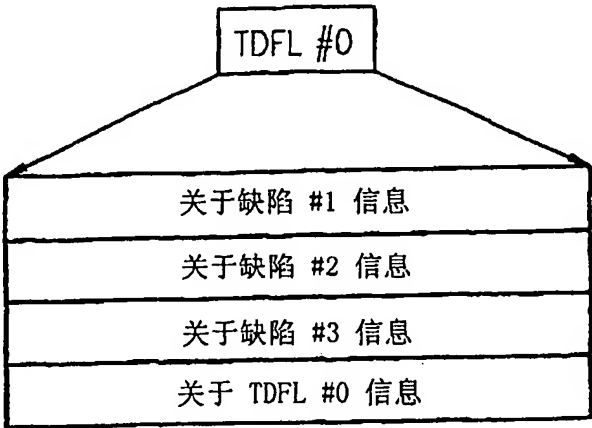 TDFL #0
关于缺陷 #1 信息
关于缺陷 #2 信息
关于缺陷 #3 信息
关于 TDFL #0 信息